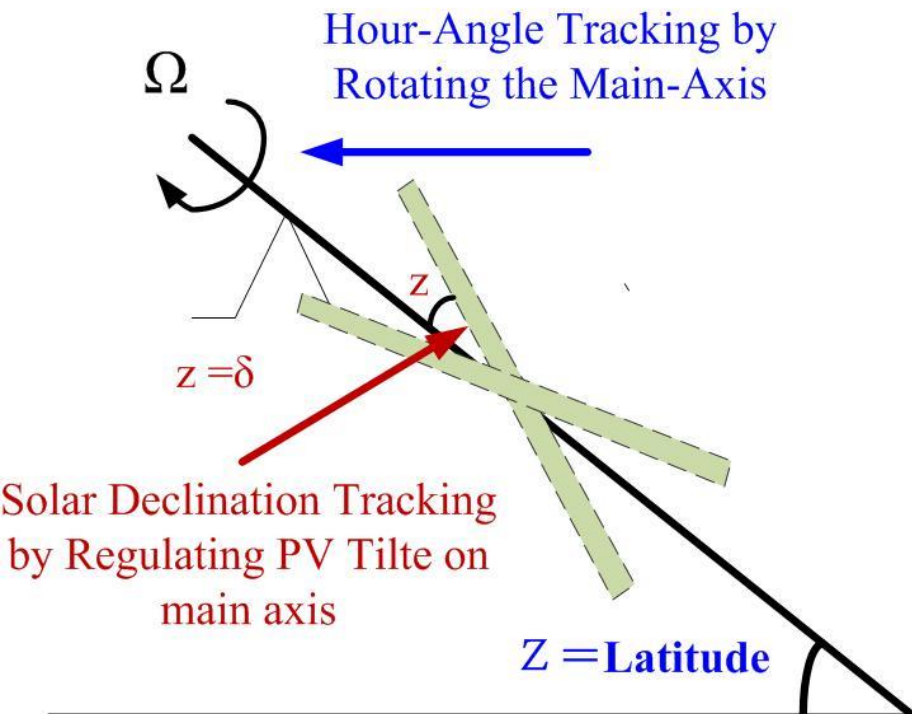 Hour-Angle Tracking by
Rotating the Main-Axis
Ω
z
z =δ
Solar Declination Tracking
by Regulating PV Tilte on
main axis
Z =Latitude